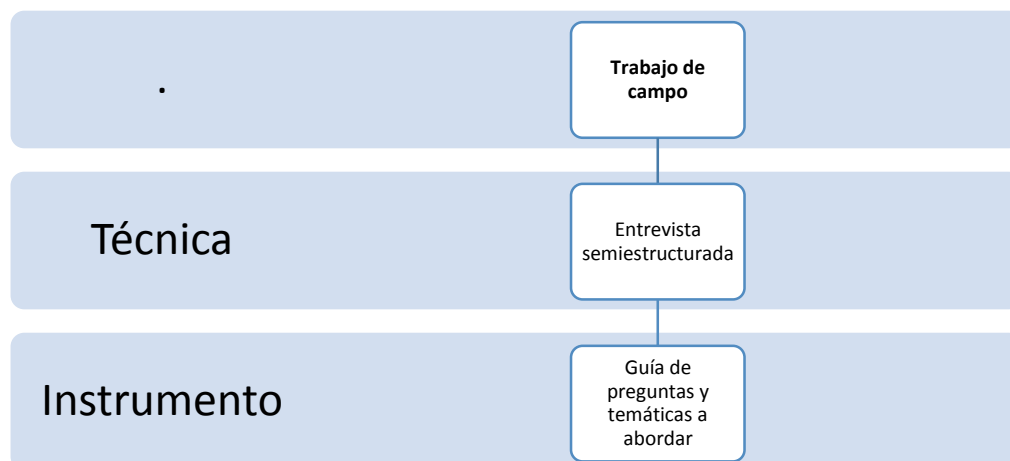 .
Trabajo de
campo
Técnica
Entrevista
semiestructurada
Instrumento
Guía de
preguntas y
temáticas a
abordar